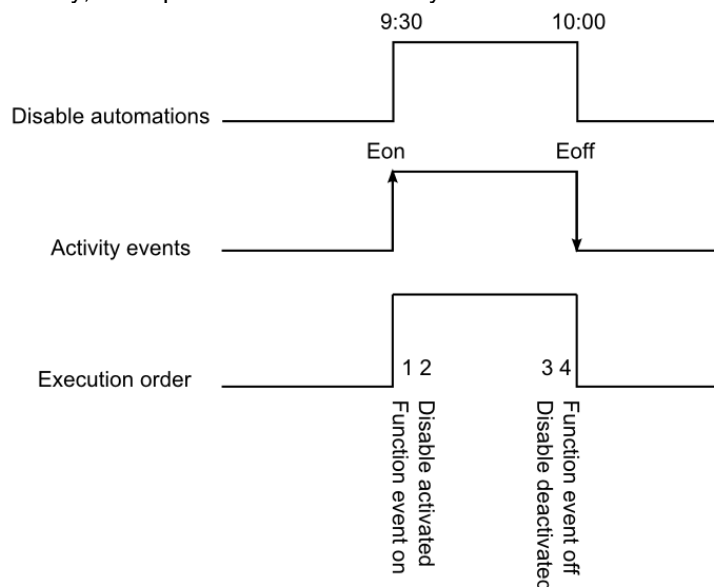 9:30 10:00
Disable automations
Eon Eoff
Activity events
1 2 3 4
Execution order
Function event on
Disable activated
Disable deactivated
Function event off